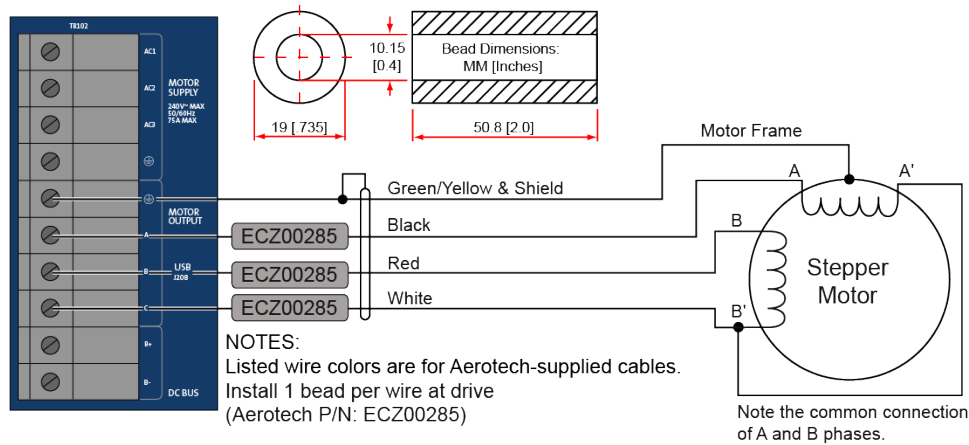 TB102
AC1
AC2
AC3
MOTOR
SUPPLY
240V~ MAX
50/60Hz
75A MAX
MOTOR
OUTPUT
A
B
C
USB
J208
B+
B-
DC BUS
10.15
[0.4]
Bead Dimensions:
MM [Inches]
19 [.735]
50.8 [2.0]
Motor Frame
Green/Yellow & Shield
Black
Red
White
ECZ00285
ECZ00285
ECZ00285
A
A'
B
B'
Stepper
Motor
NOTES:
Listed wire colors are for Aerotech-supplied cables.
Install 1 bead per wire at drive
(Aerotech P/N: ECZ00285)
Note the common connection
of A and B phases.